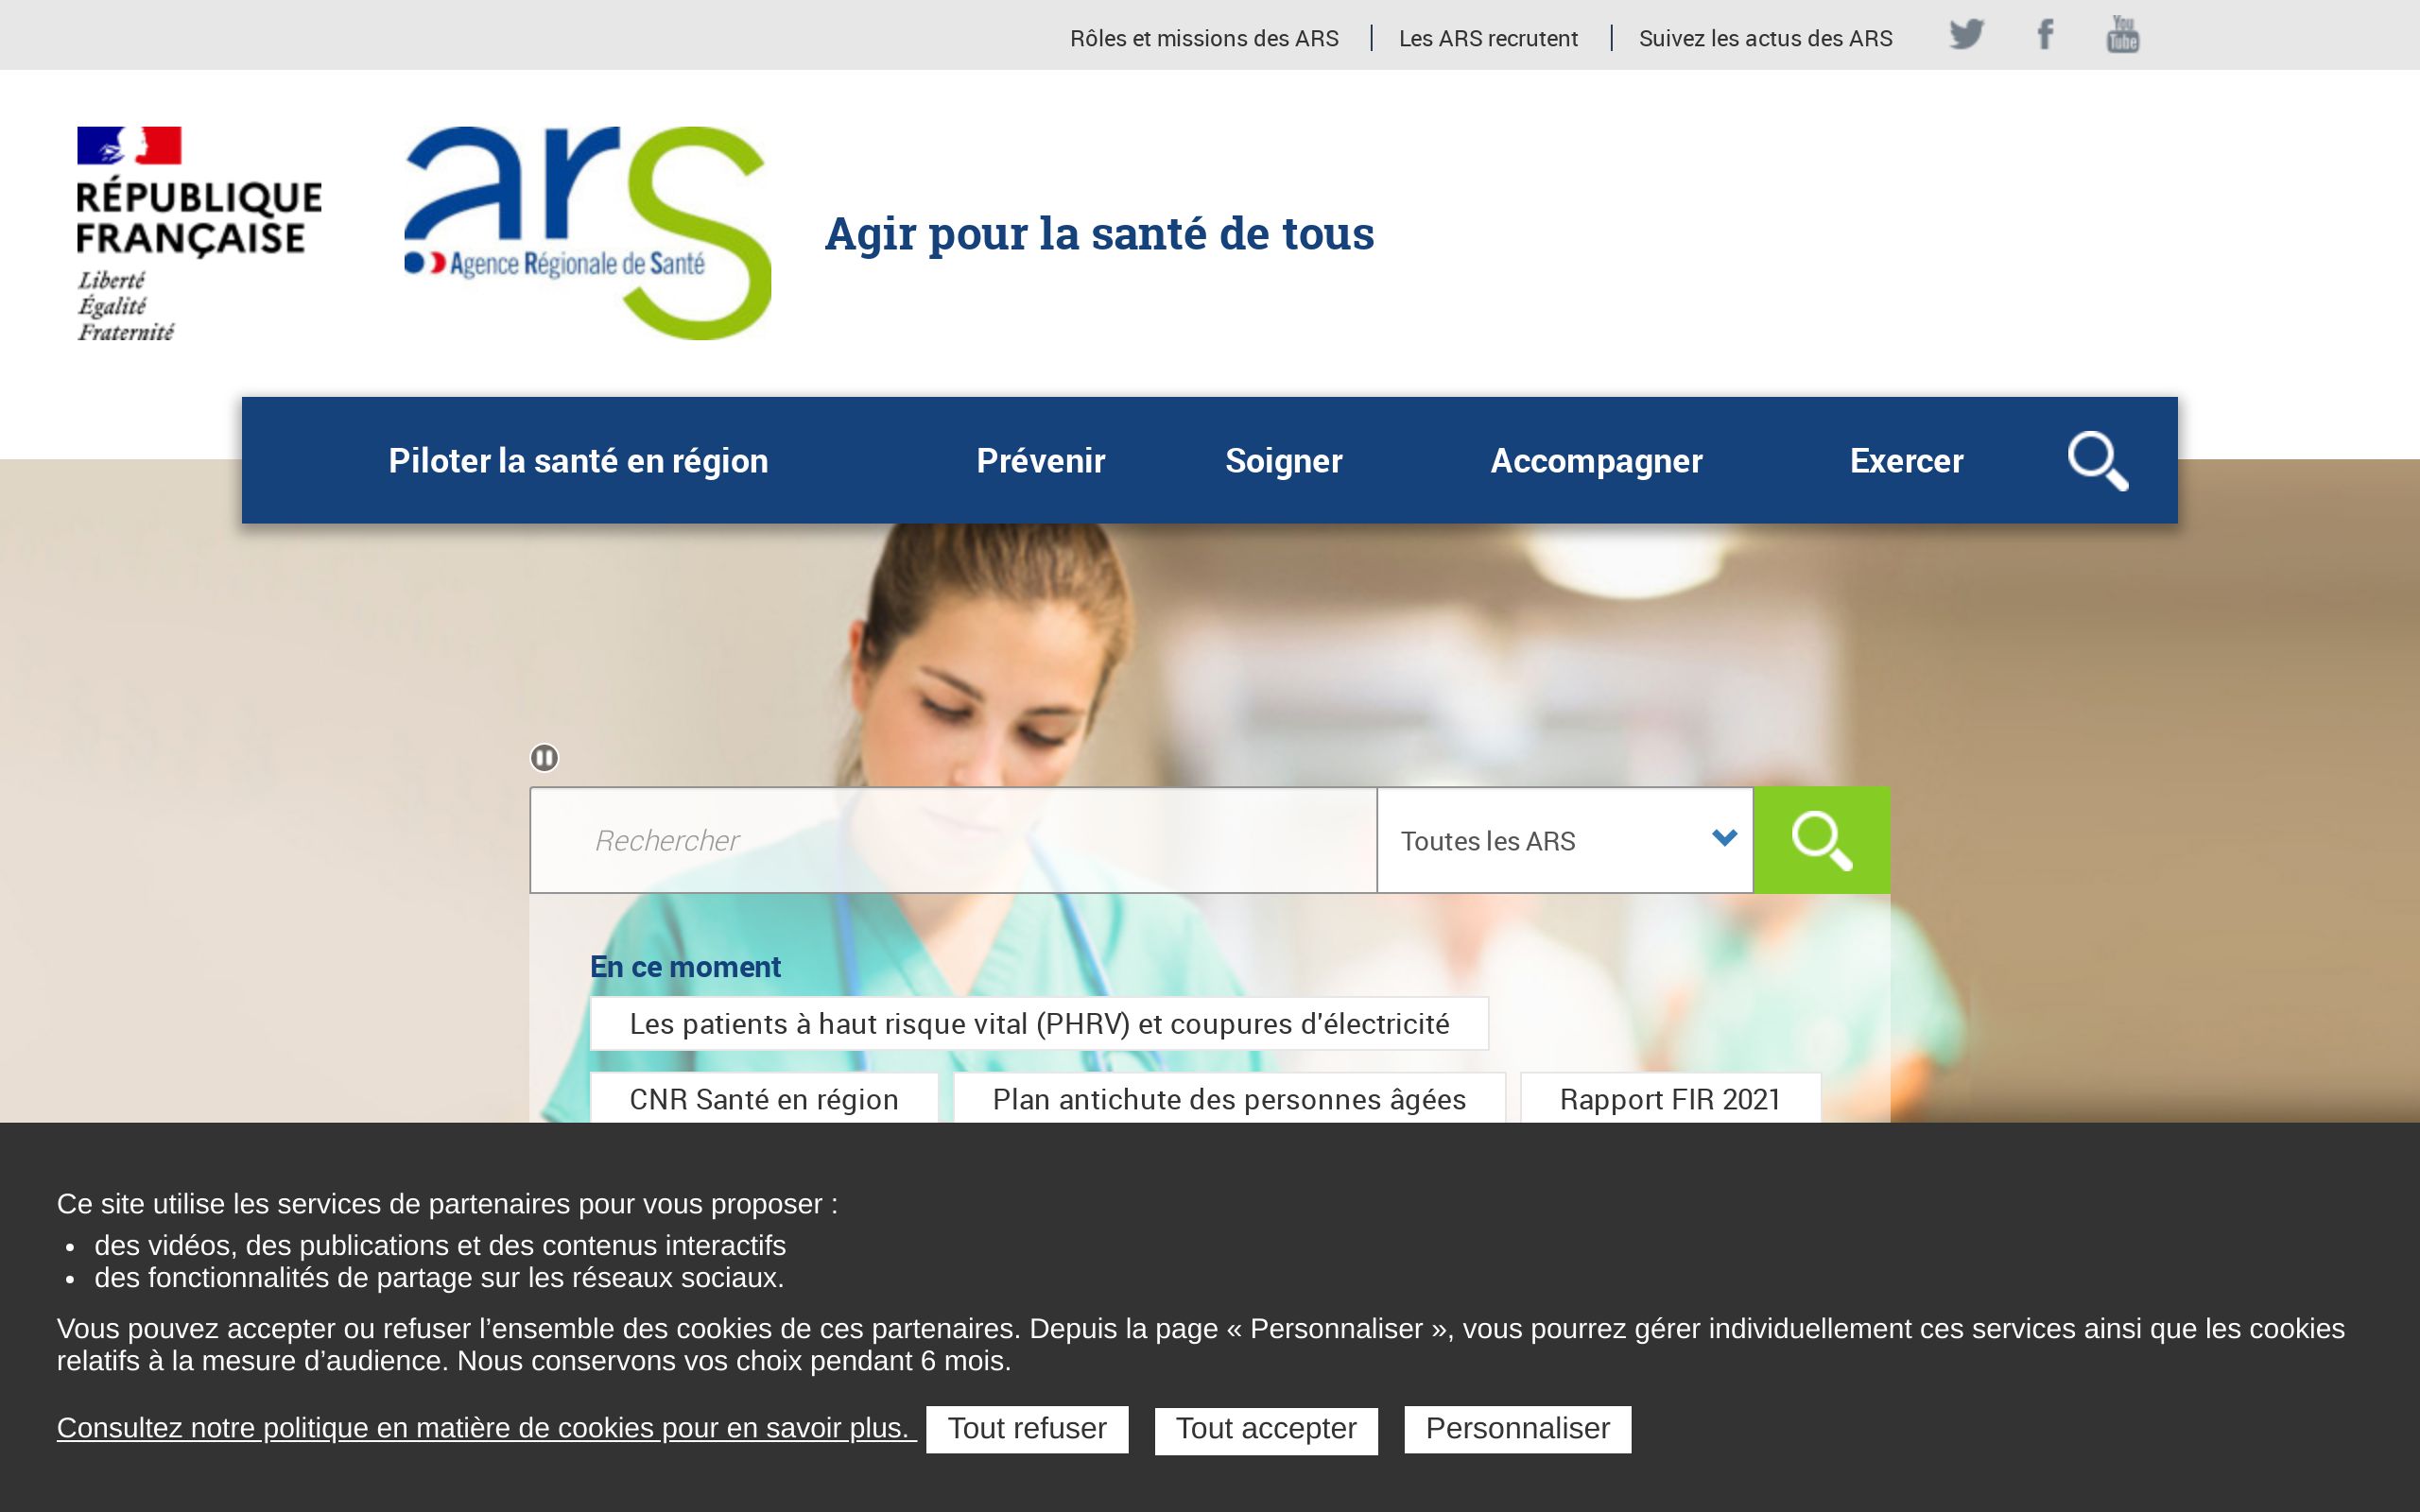 Rôles et missions des ARS
Les ARS recrutent
Suivez les actus des ARS
You
Tube
RÉPUBLIQUE
FRANÇAISE
Liberté
Égalité
Fraternité
ars
Agence Régionale de Santé
Agir pour la santé de tous
Piloter la santé en région
Prévenir
Soigner
Accompagner
Exercer
Rechercher
Toutes les ARS
En ce moment
Les patients à haut risque vital (PHRV) et coupures d'électricité
CNR Santé en région
Plan antichute des personnes âgées
Rapport FIR 2021
Ce site utilise les services de partenaires pour vous proposer :
• des vidéos, des publications et des contenus interactifs
• des fonctionnalités de partage sur les réseaux sociaux.
Vous pouvez accepter ou refuser l’ensemble des cookies de ces partenaires. Depuis la page « Personnaliser », vous pourrez gérer individuellement ces services ainsi que les cookies
relatifs à la mesure d’audience. Nous conservons vos choix pendant 6 mois.
Consultez notre politique en matière de cookies pour en savoir plus.
Tout refuser
Tout accepter
Personnaliser